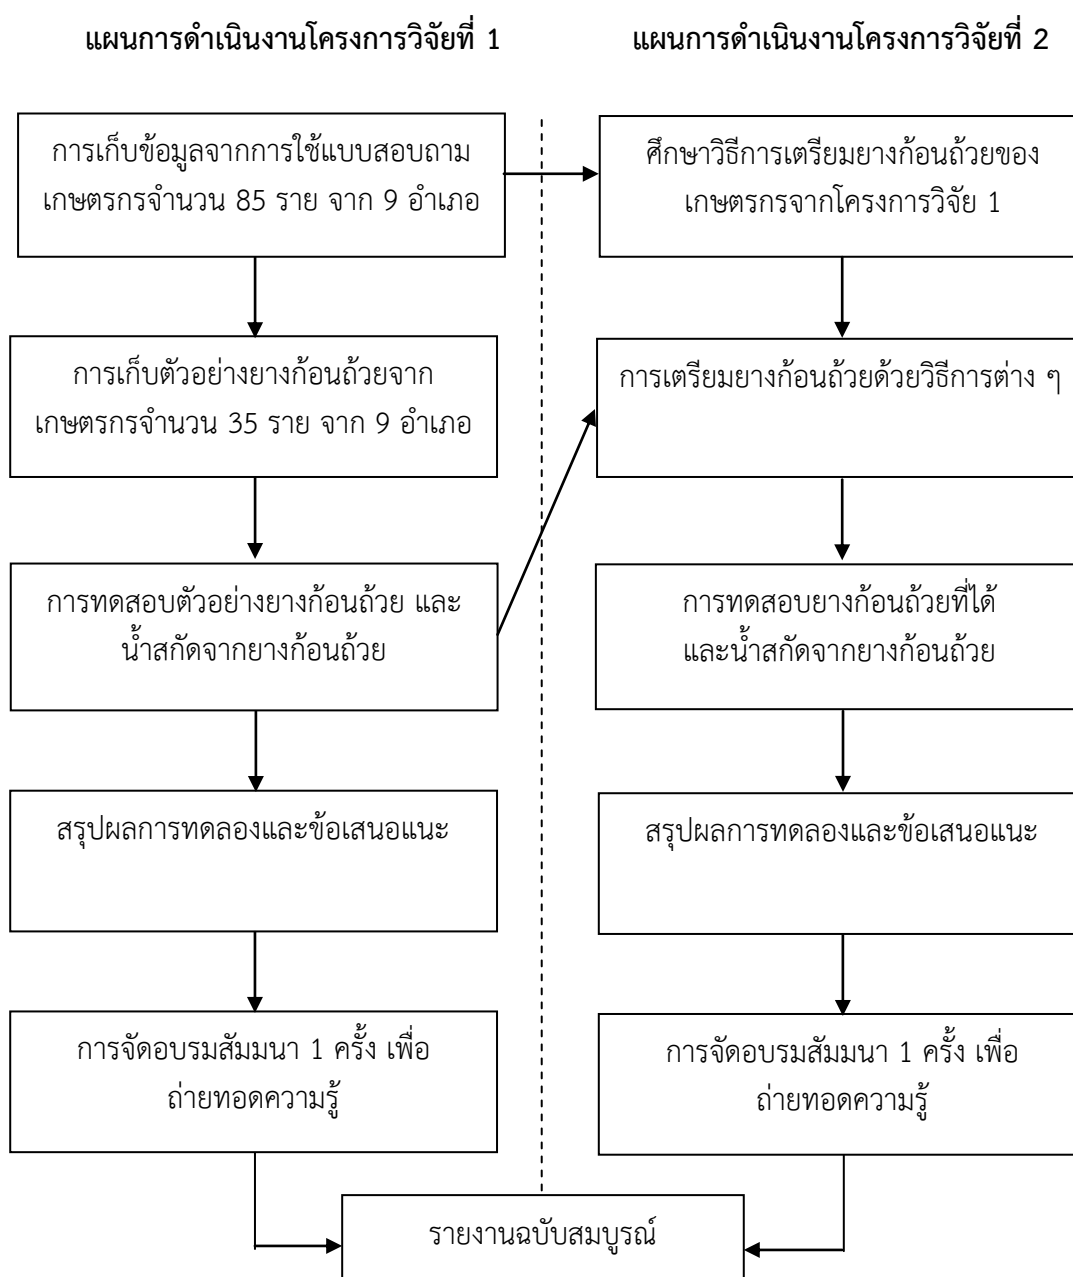 แผนการดำเนินงานโครงการวิจัยที่ 1
แผนการดำเนินงานโครงการวิจัยที่ 2
การเก็บข้อมูลจากการใช้แบบสอบถาม
เกษตรกรจำนวน 85 ราย จาก 9 อำเภอ
ศึกษาวิธีการเตรียมยางก้อนถ้วยของ
เกษตรกรจากโครงการวิจัย 1
การเก็บตัวอย่างยางก้อนถ้วยจาก
เกษตรกรจำนวน 35 ราย จาก 9 อำเภอ
การเตรียมยางก้อนถ้วยด้วยวิธีการต่าง ๆ
การทดสอบตัวอย่างยางก้อนถ้วย และ
น้ำสกัดจากยางก้อนถ้วย
การทดสอบยางก้อนถ้วยที่ได้
และน้ำสกัดจากยางก้อนถ้วย
สรุปผลการทดลองและข้อเสนอแนะ
สรุปผลการทดลองและข้อเสนอแนะ
การจัดอบรมสัมมนา 1 ครั้ง เพื่อ
ถ่ายทอดความรู้
การจัดอบรมสัมมนา 1 ครั้ง เพื่อ
ถ่ายทอดความรู้
รายงานฉบับสมบูรณ์